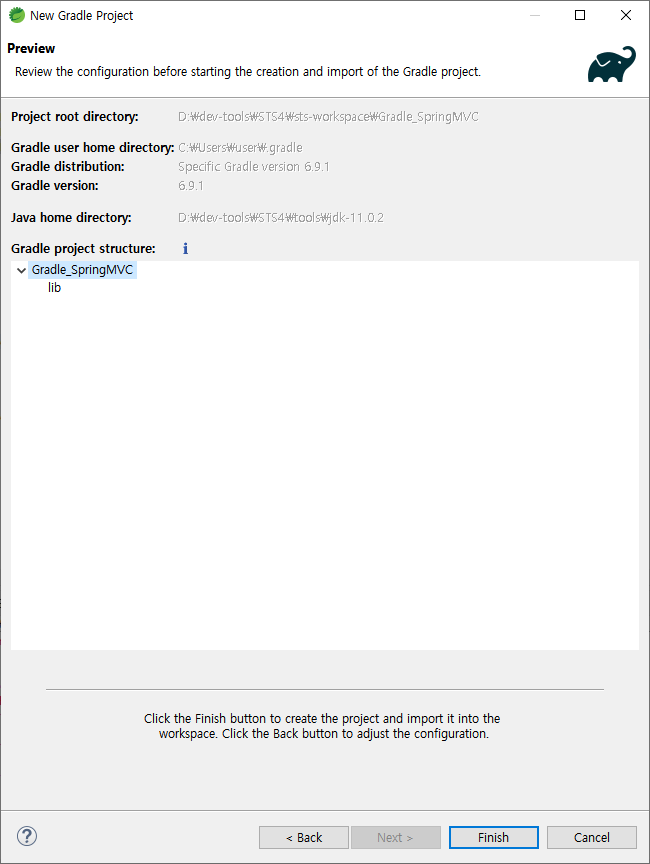 New Gradle Project
Preview
Review the configuration before starting the creation and import of the Gradle project.
Project root directory: D:₩dev-tools₩STS4₩sts-workspace₩Gradle_SpringMVC
Gradle user home directory: C:₩Users₩user₩.gradle
Gradle distribution: Specific Gradle version 6.9.1
Gradle version: 6.9.1
Java home directory: D:₩dev-tools₩STS4₩tools₩jdk-11.0.2
Gradle project structure:
Gradle_SpringMVC
lib
Click the Finish button to create the project and import it into the
workspace. Click the Back button to adjust the configuration.
< Back Next > Finish Cancel